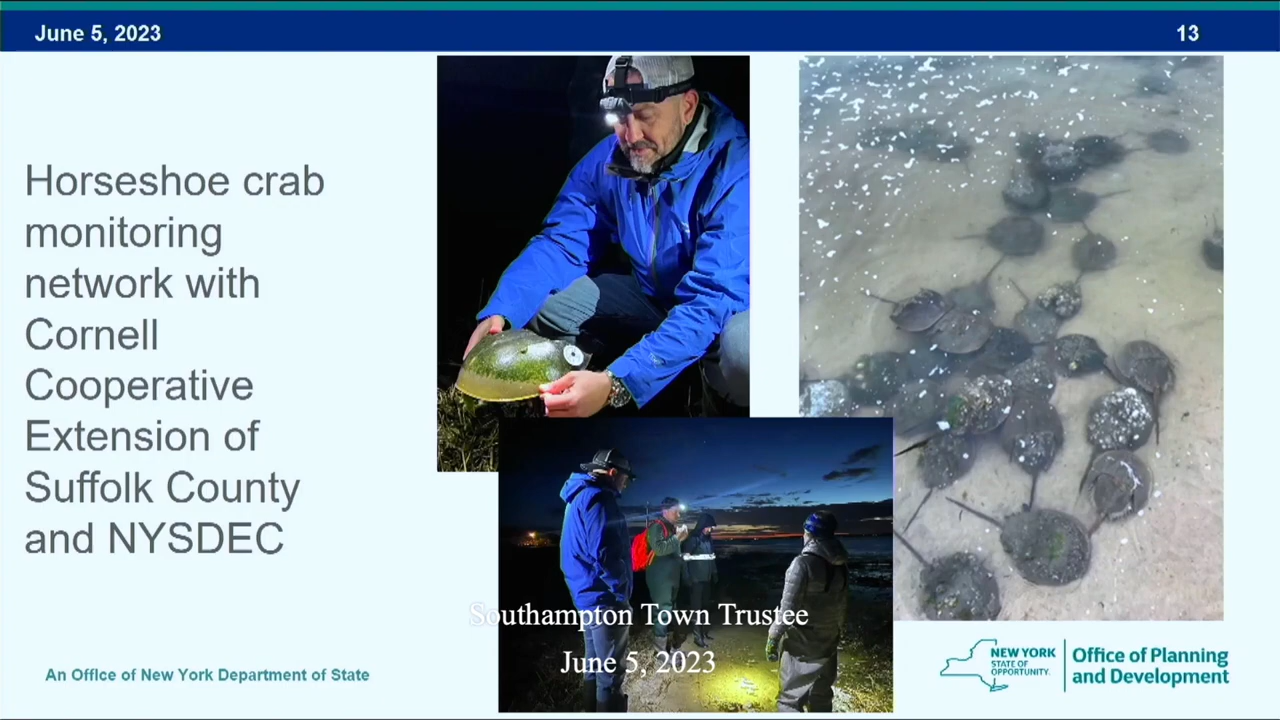 June 5, 2023
13
Horseshoe crab
monitoring
network with
Cornell
Cooperative
Extension of
Suffolk County
and NYSDEC
Southampton Town Trustee
June 5, 2023
An Office of New York Department of State
NEW YORK
STATE OF
OPPORTUNITY.
Office of Planning
and Development